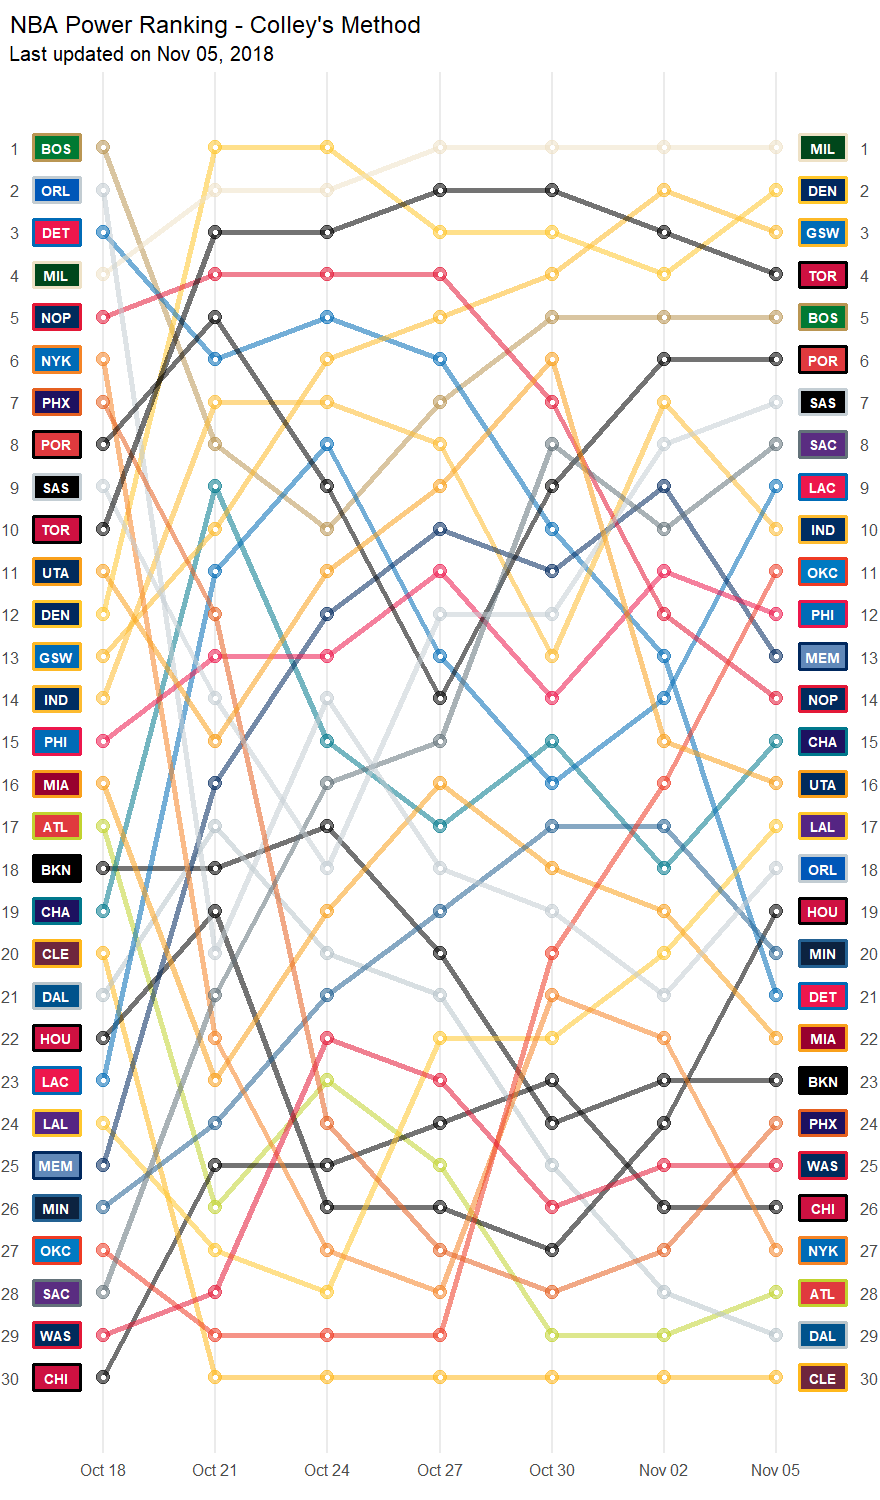 NBA Power Ranking - Colley's Method
Last updated on Nov 05, 2018
1 BOS MIL 1
2 ORL DEN 2
3 DET GSW 3
4 MIL TOR 4
5 NOP BOS 5
6 NYK POR 6
7 PHX SAS 7
8 POR SAC 8
9 SAS LAC 9
10 TOR IND 10
11 UTA OKC 11
12 DEN PHI 12
13 GSW MEM 13
14 IND NOP 14
15 PHI CHA 15
16 MIA UTA 16
17 ATL LAL 17
18 BKN ORL 18
19 CHA HOU 19
20 CLE MIN 20
21 DAL DET 21
22 HOU MIA 22
23 LAC BKN 23
24 LAL PHX 24
25 MEM WAS 25
26 MIN CHI 26
27 OKC NYK 27
28 SAC ATL 28
29 WAS DAL 29
30 CHI CLE 30
Oct 18 Oct 21 Oct 24 Oct 27 Oct 30 Nov 02 Nov 05